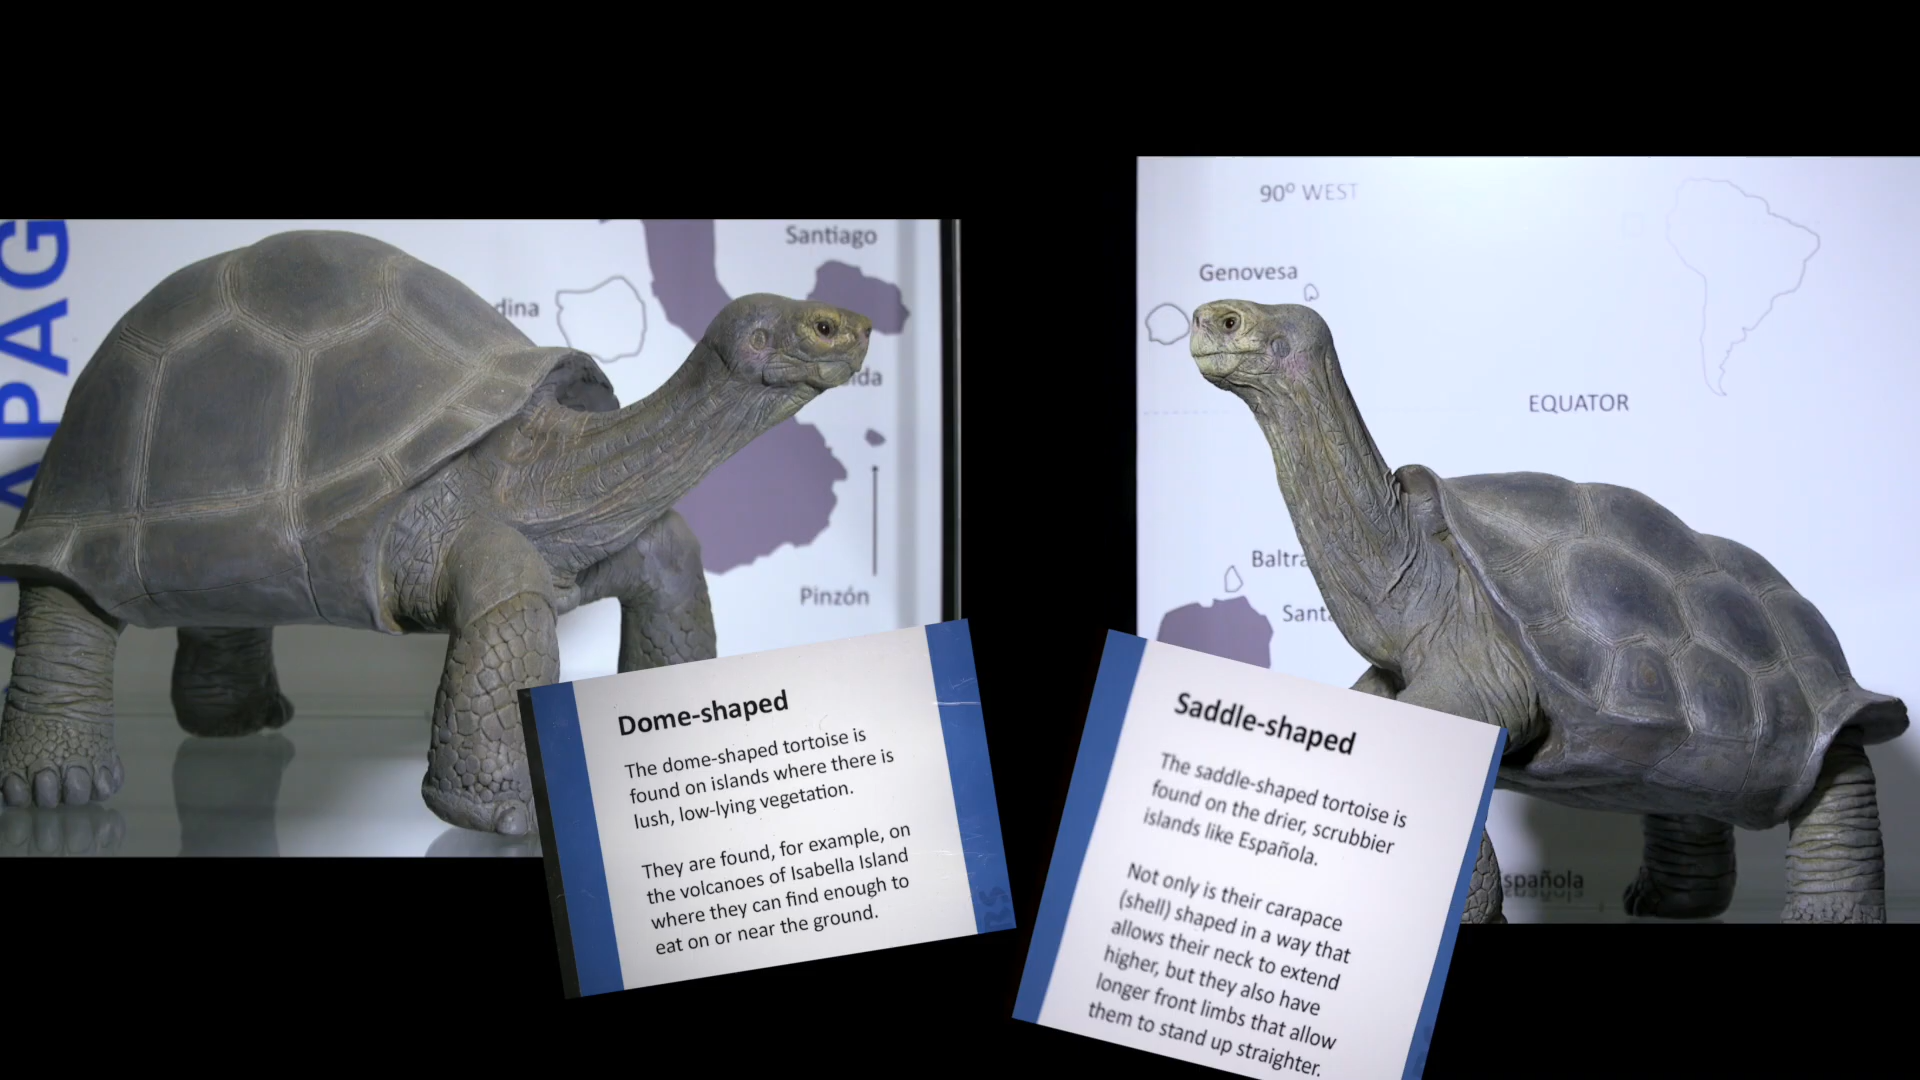 APAG
Santiago
dina
ida
Pinzón
90º WEST
Genovesa
EQUATOR
Baltra
Santa
spañola
Dome-shaped
The dome-shaped tortoise is
found on islands where there is
lush, low-lying vegetation.
They are found, for example, on
the volcanoes of Isabella Island
where they can find enough to
eat on or near the ground.
Saddle-shaped
The saddle-shaped tortoise is
found on the drier, scrubbier
islands like Española.
Not only is their carapace
(shell) shaped in a way that
allows their neck to extend
higher, but they also have
longer front limbs that allow
them to stand up straighter.